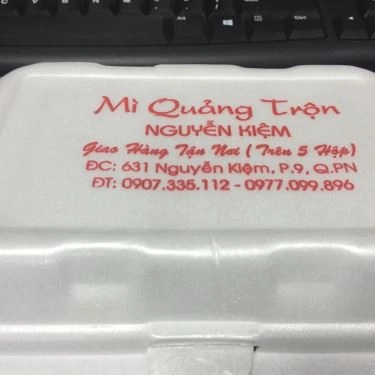 Mì Quảng Trộn
NGUYỄN KIỆM
Giao Hàng Tận Nơi ( Trên 5 Hộp )
ĐC: 631 Nguyễn Kiệm, P.9, Q.PN
ĐT: 0907.335.112 - 0977.099.896